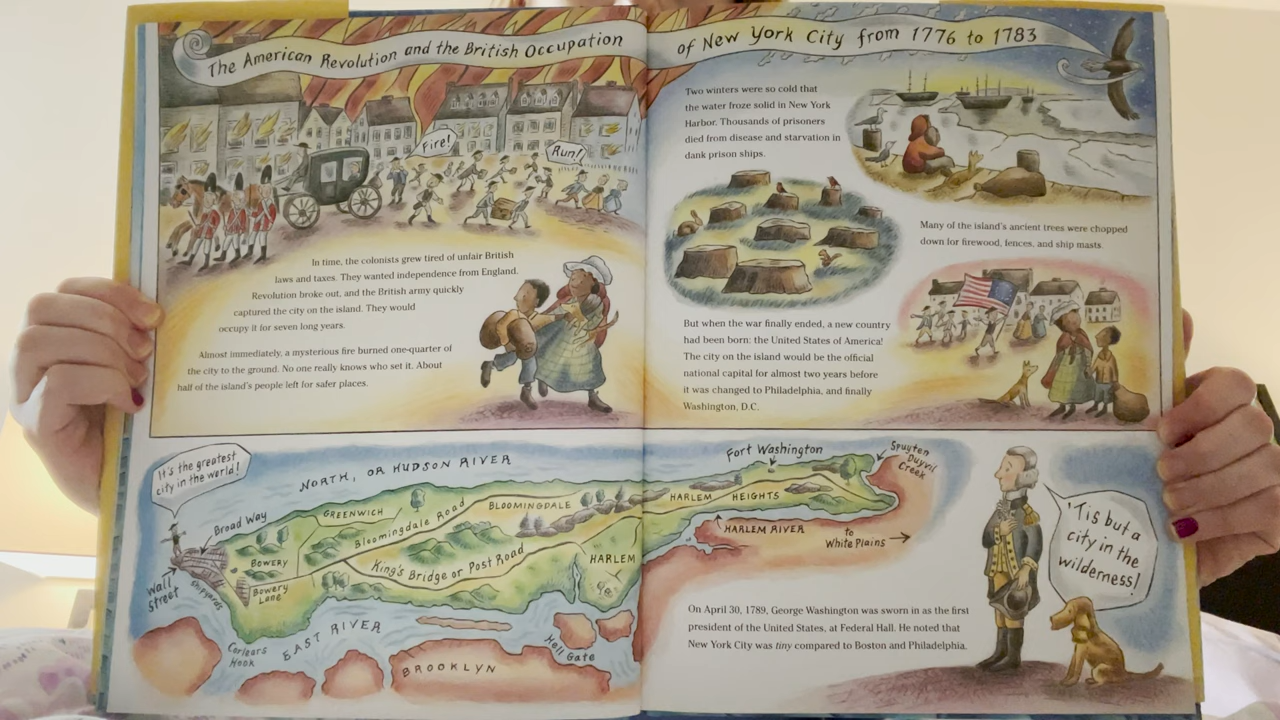 The American Revolution and the British Occupation
of New York City from 1776 to 1783
Fire!
Run!
In time, the colonists grew tired of unfair British
laws and taxes. They wanted independence from England.
Revolution broke out, and the British army quickly
captured the city on the island. They would
occupy it for seven long years.
Almost immediately, a mysterious fire burned one-quarter of
the city to the ground. No one really knows who set it. About
half of the island's people left for safer places.
Two winters were so cold that
the water froze solid in New York
Harbor. Thousands of prisoners
died from disease and starvation in
dank prison ships.
Many of the island's ancient trees were chopped
down for firewood, fences, and ship masts.
But when the war finally ended, a new country
had been born: the United States of America!
The city on the island would be the official
national capital for almost two years before
it was changed to Philadelphia, and finally
Washington, D.C.
It's the greatest
city in the world!
NORTH, OR HUDSON RIVER
Broad Way
Wall
Street
Shipyards
GREENWICH
BOWERY
Bowery
Lane
Bloomingdale Road
BLOOMINGDALE
King's Bridge or Post Road
HARLEM
Corlears
Hook
EAST RIVER
BROOKLYN
Hell Gate
Fort Washington
Spuyten
Duyvil
Creek
HARLEM HEIGHTS
HARLEM RIVER
to
White Plains
'Tis but a
city in the
wilderness!
On April 30, 1789, George Washington was sworn in as the first
president of the United States, at Federal Hall. He noted that
New York City was tiny compared to Boston and Philadelphia.